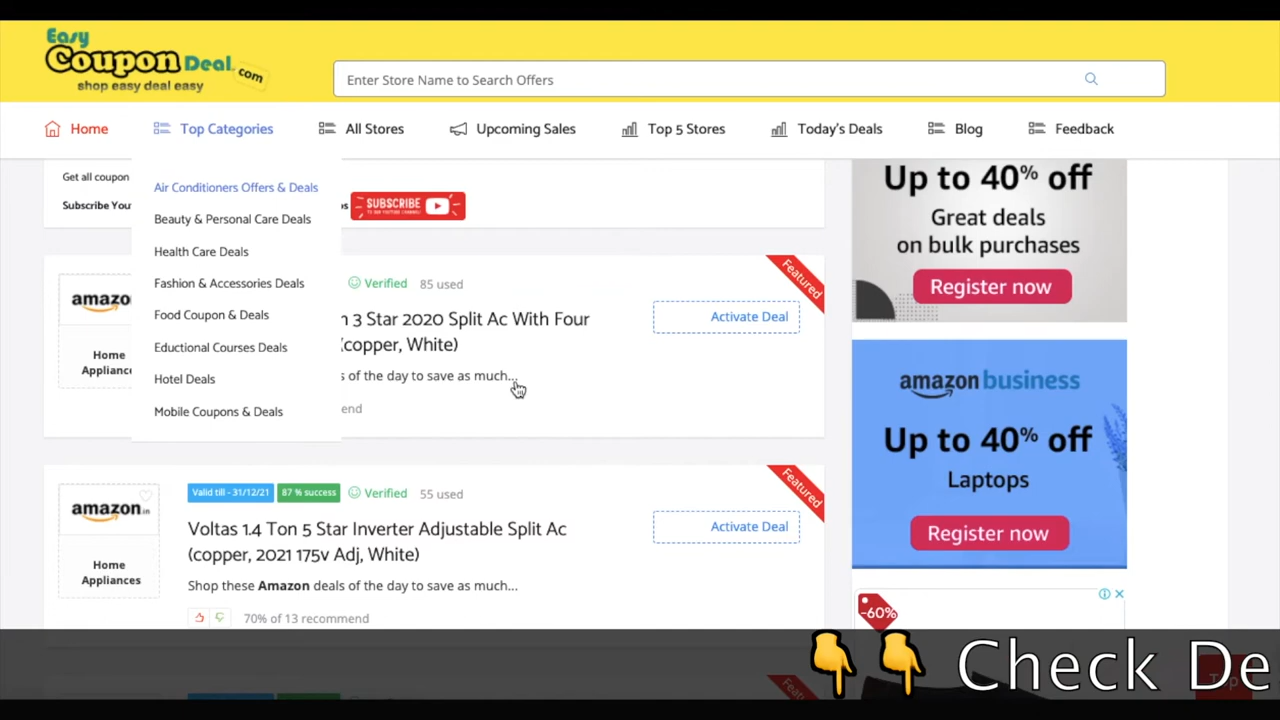 Easy
Coupon Deal.com
shop easy deal easy
Enter Store Name to Search Offers
Home
Top Categories
All Stores
Upcoming Sales
Top 5 Stores
Today's Deals
Blog
Feedback
Get all coupon
Subscribe You
SUBSCRIBE
TO OUR YOUTUBE CHANNEL
Air Conditioners Offers & Deals
Beauty & Personal Care Deals
Health Care Deals
Fashion & Accessories Deals
Food Coupon & Deals
Eductional Courses Deals
Hotel Deals
Mobile Coupons & Deals
amazo
Home
Applianc
Verified
85 used
3 Star 2020 Split Ac With Four
(copper, White)
s of the day to save as much...
end
Featured
Activate Deal
amazon.in
Home
Appliances
Valid till - 31/12/21
87 % success
Verified
55 used
Voltas 1.4 Ton 5 Star Inverter Adjustable Split Ac
(copper, 2021 175v Adj, White)
Shop these Amazon deals of the day to save as much...
70% of 13 recommend
Featured
Activate Deal
Up to 40% off
Great deals
on bulk purchases
Register now
amazon business
Up to 40% off
Laptops
Register now
-60%
Top
👇👇 Check De